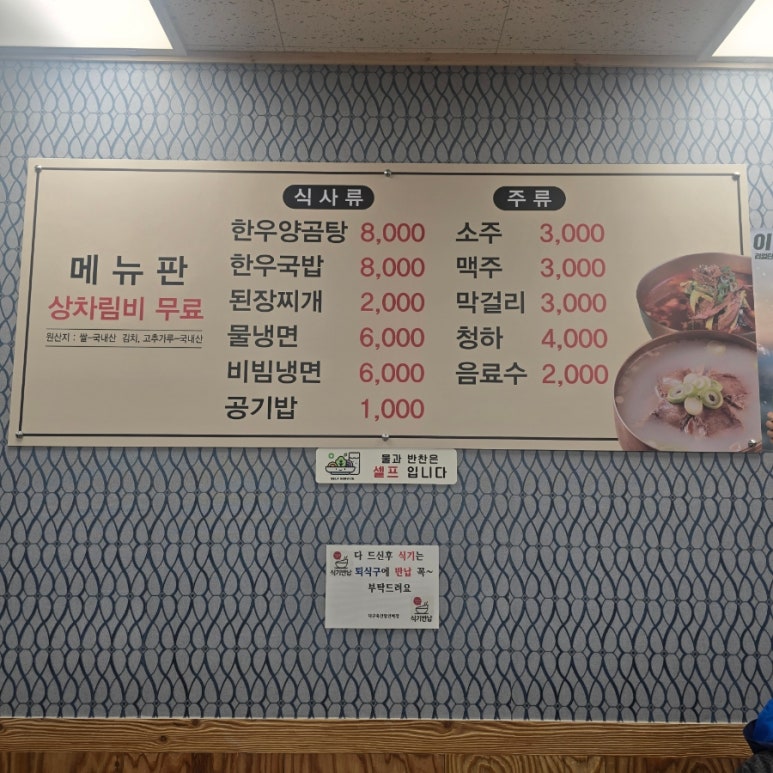 메뉴판
상차림비 무료
원산지 : 쌀-국내산 김치, 고추가루-국내산
식사류
한우양곰탕 8,000
한우국밥 8,000
된장찌개 2,000
물냉면 6,000
비빔냉면 6,000
공기밥 1,000
주류
소주 3,000
맥주 3,000
막걸리 3,000
청하 4,000
음료수 2,000
물과 반찬은
셀프 입니다
다 드신후 식기는
퇴식구에 반납 꼭~
부탁드려요
식기반납
식기반납
이